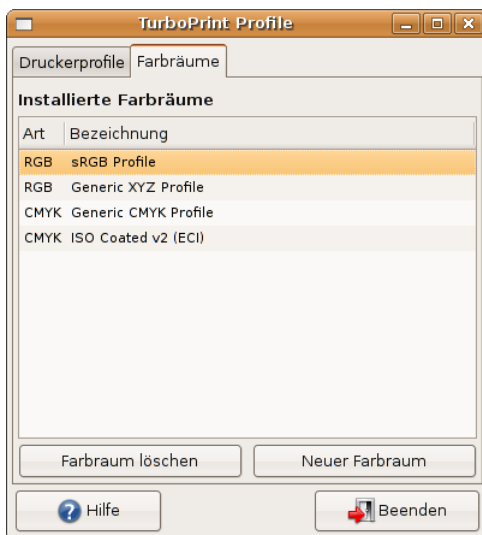 TurboPrint Profile
Druckerprofile Farbräume
Installierte Farbräume
Art Bezeichnung
RGB sRGB Profile
RGB Generic XYZ Profile
CMYK Generic CMYK Profile
CMYK ISO Coated v2 (ECI)
Farbraum löschen Neuer Farbraum
Hilfe Beenden